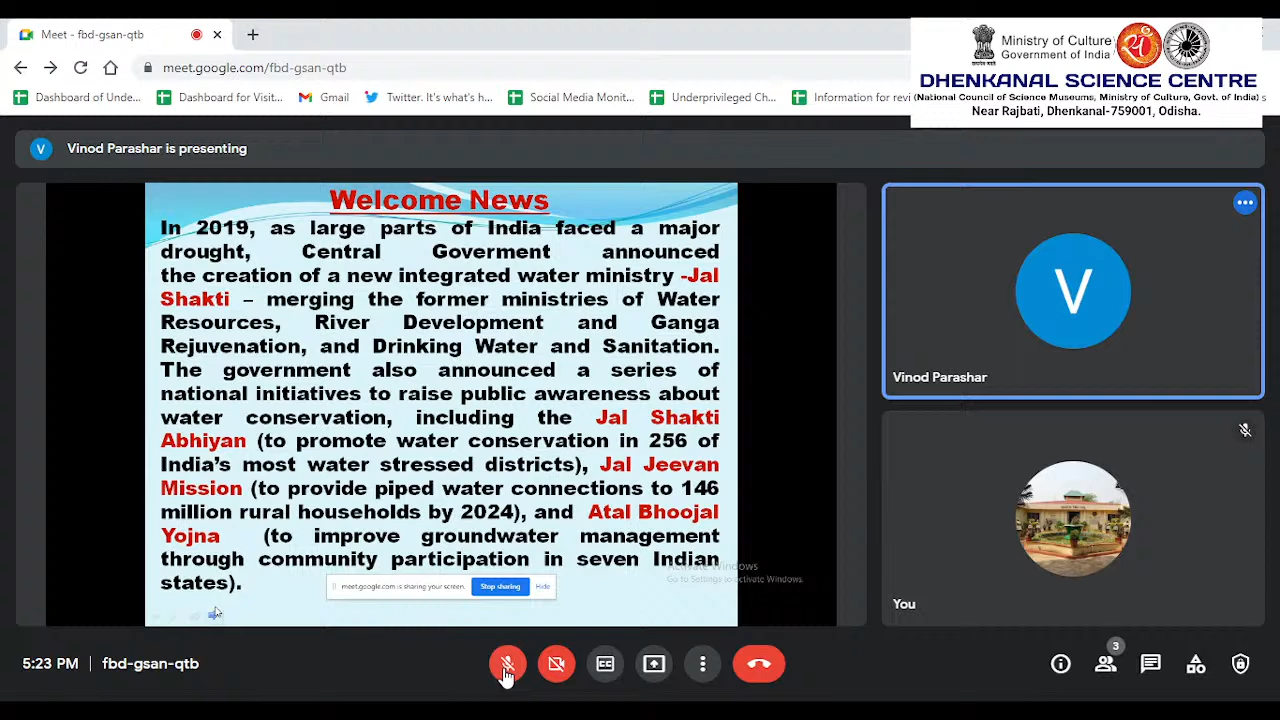 Meet - fbd-gsan-qtb
Ministry of Culture
Government of India
DHENKANAL SCIENCE CENTRE
(National Council of Science Museums, Ministry of Culture, Govt. of India)
Near Rajbati, Dhenkanal-759001, Odisha.
meet.google.com/fbd-gsan-qtb
Dashboard of Unde... Dashboard for Visit... Gmail Twitter. It's what's h... Social Media Monit... Underprivileged Ch... Information for revi
V Vinod Parashar is presenting
Welcome News
In 2019, as large parts of India faced a major
drought, Central Goverment announced
the creation of a new integrated water ministry -Jal
Shakti – merging the former ministries of Water
Resources, River Development and Ganga
Rejuvenation, and Drinking Water and Sanitation.
The government also announced a series of
national initiatives to raise public awareness about
water conservation, including the Jal Shakti
Abhiyan (to promote water conservation in 256 of
India's most water stressed districts), Jal Jeevan
Mission (to provide piped water connections to 146
million rural households by 2024), and Atal Bhoojal
Yojna (to improve groundwater management
through community participation in seven Indian
states).
meet.google.com is sharing your screen. Stop sharing Hide
Activate Windows
Go to Settings to activate Windows.
V
Vinod Parashar
You
5:23 PM | fbd-gsan-qtb
CC
3